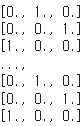 [0., 1., 0.]
[0., 0., 1.]
[1., 0., 0.]
...,
[0., 1., 0.]
[0., 0., 1.]
[1., 0., 0.]